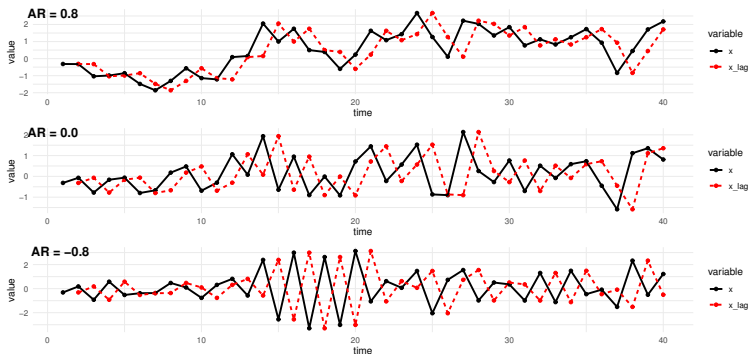 AR = 0.8
value
2
1
0
−1
−2
0
10
20
30
40
time
variable
x
x_lag
AR = 0.0
value
2
1
0
−1
0
10
20
30
40
time
variable
x
x_lag
AR = −0.8
value
2
0
−2
0
10
20
30
40
time
variable
x
x_lag